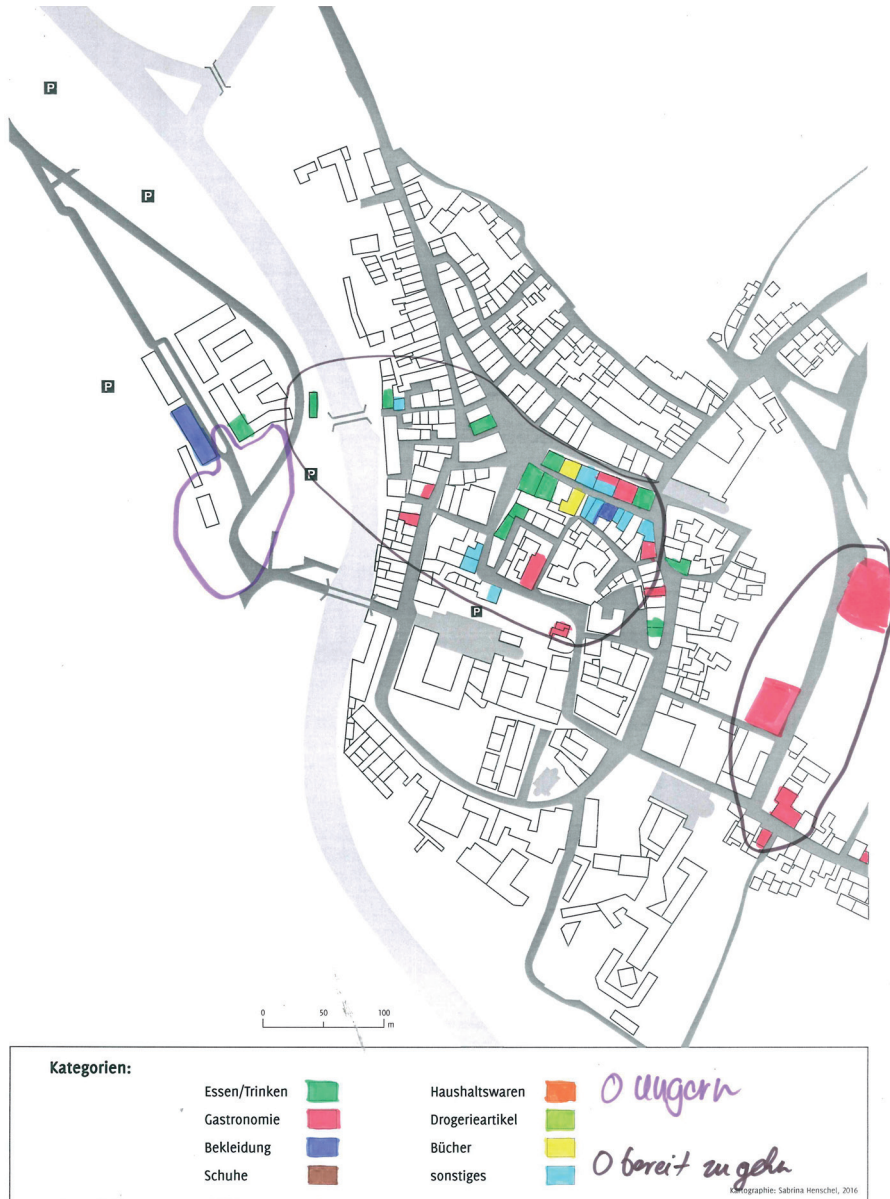 P
P
P
P
P
0 50 100
m
Kategorien:
Essen/Trinken
Gastronomie
Bekleidung
Schuhe
Haushaltswaren
Drogerieartikel
Bücher
sonstiges
O ungern
O bereit zu gehn
Kartographie: Sabrina Henschel, 2016